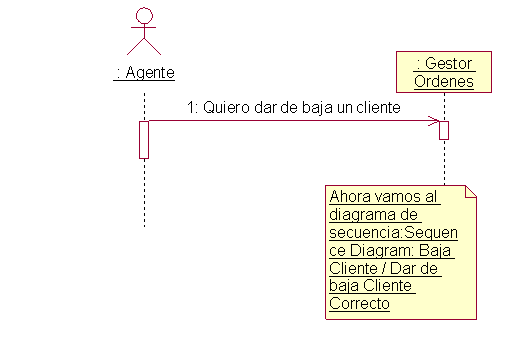 : Agente
: Gestor
Ordenes
1: Quiero dar de baja un cliente
Ahora vamos al
diagrama de
secuencia:Sequen
ce Diagram: Baja
Cliente / Dar de
baja Cliente
Correcto